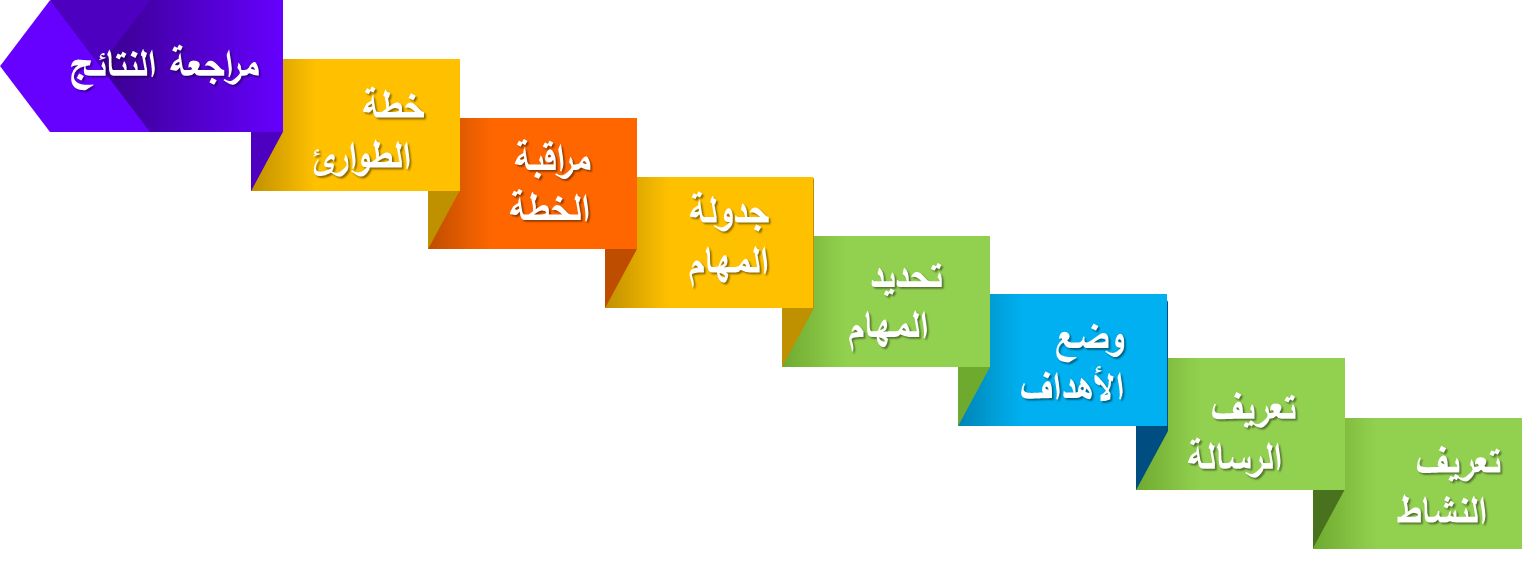 تعريف
النشاط
تعريف
الرسالة
وضع
الأهداف
تحديد
المهام
جدولة
المهام
مراقبة
الخطة
خطة
الطوارئ
مراجعة النتائج